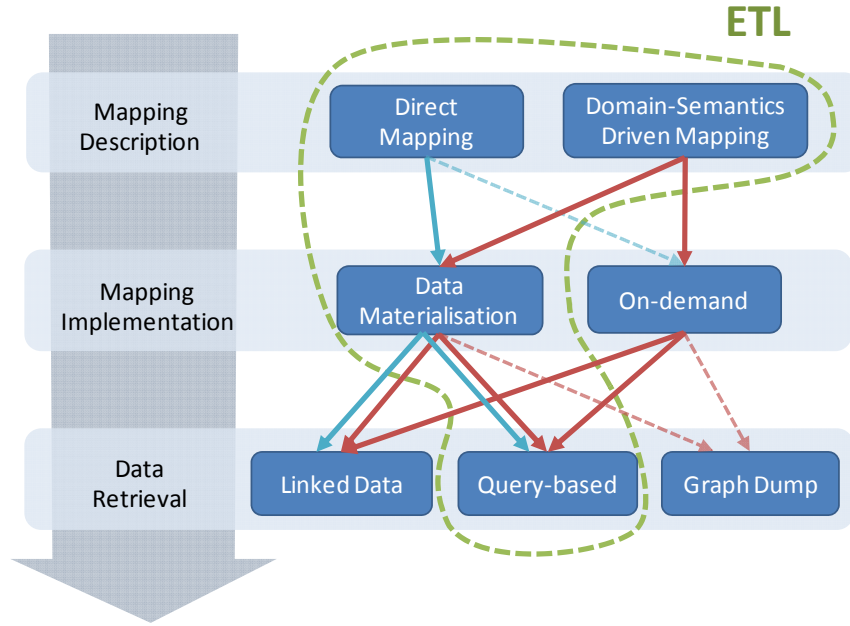 ETL
Mapping
Description
Direct
Mapping
Domain-Semantics
Driven Mapping
Mapping
Implementation
Data
Materialisation
On-demand
Data
Retrieval
Linked Data
Query-based
Graph Dump